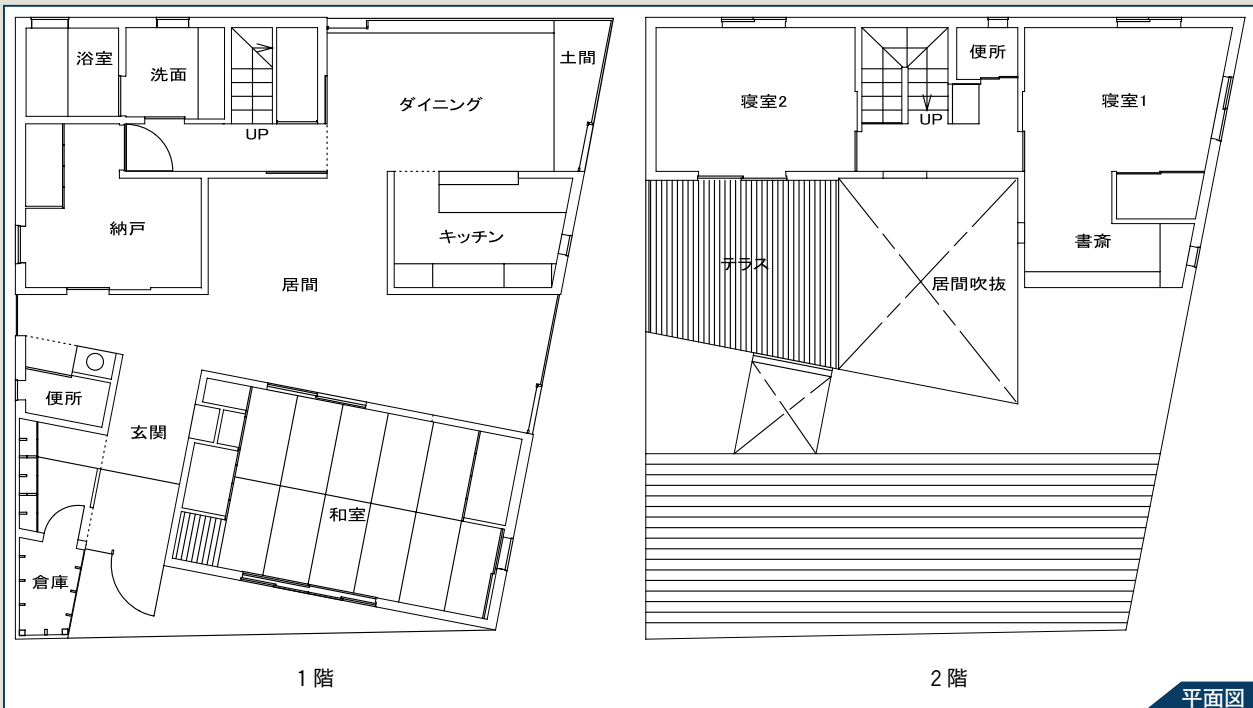 浴室
洗面
UP
ダイニング
土間
納戸
キッチン
居間
便所
玄関
和室
倉庫
1階
寝室2
便所
UP
寝室1
テラス
居間吹抜
書斎
2階
平面図